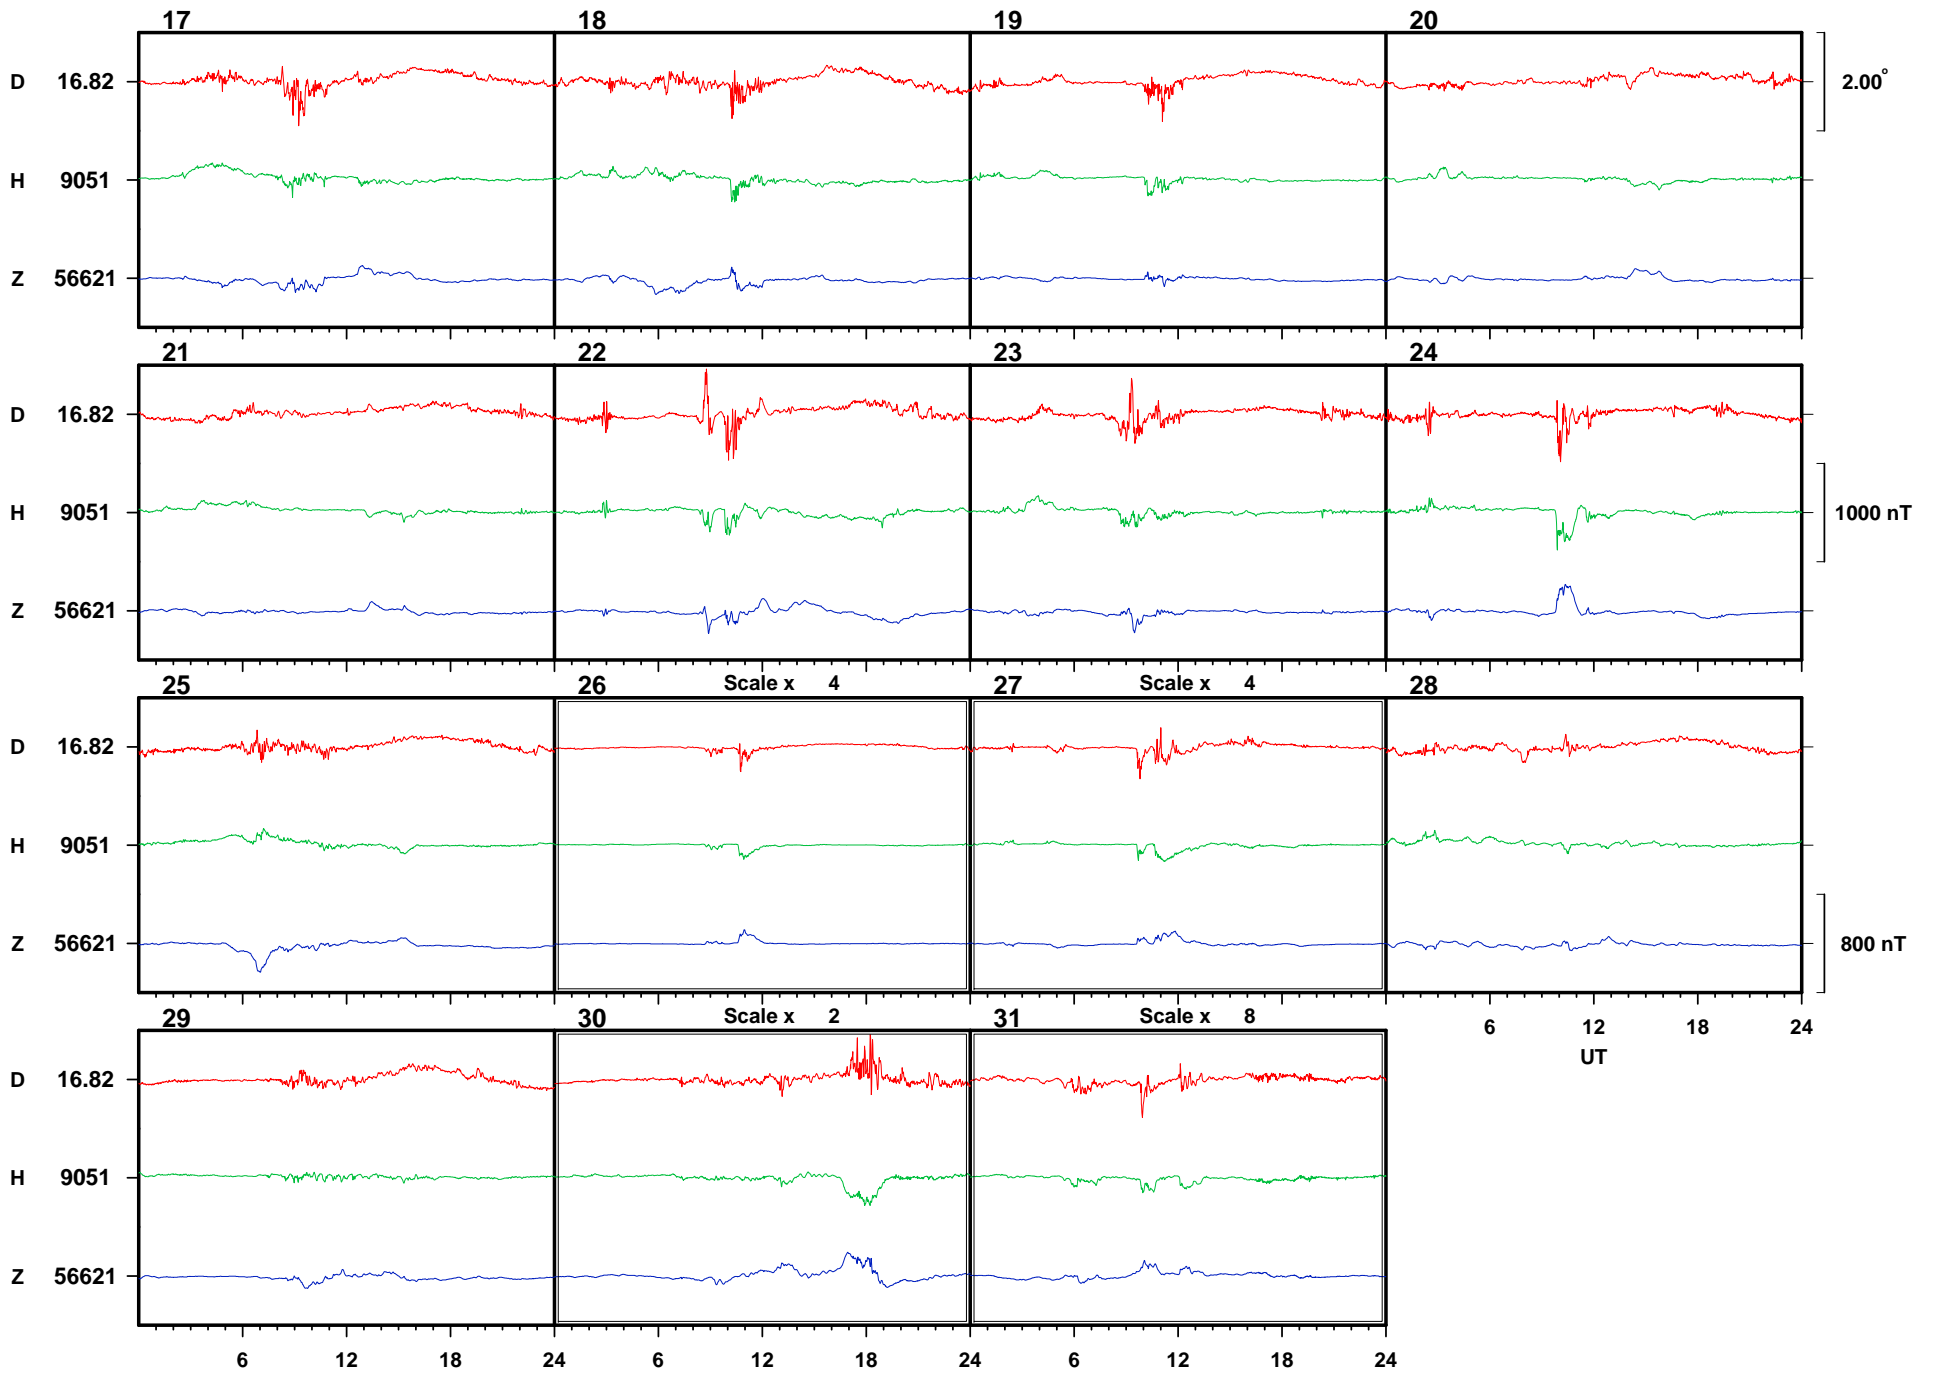 17 18 19 20
D 16.82 2.00°
H 9051
Z 56621
21 22 23 24
D 16.82
H 9051 1000 nT
Z 56621
25 26 Scale x 4 27 Scale x 4 28
D 16.82
H 9051
Z 56621 800 nT
29 30 Scale x 2 31 Scale x 8 6 12 18 24
UT
D 16.82
H 9051
Z 56621
6 12 18 24 6 12 18 24 6 12 18 24